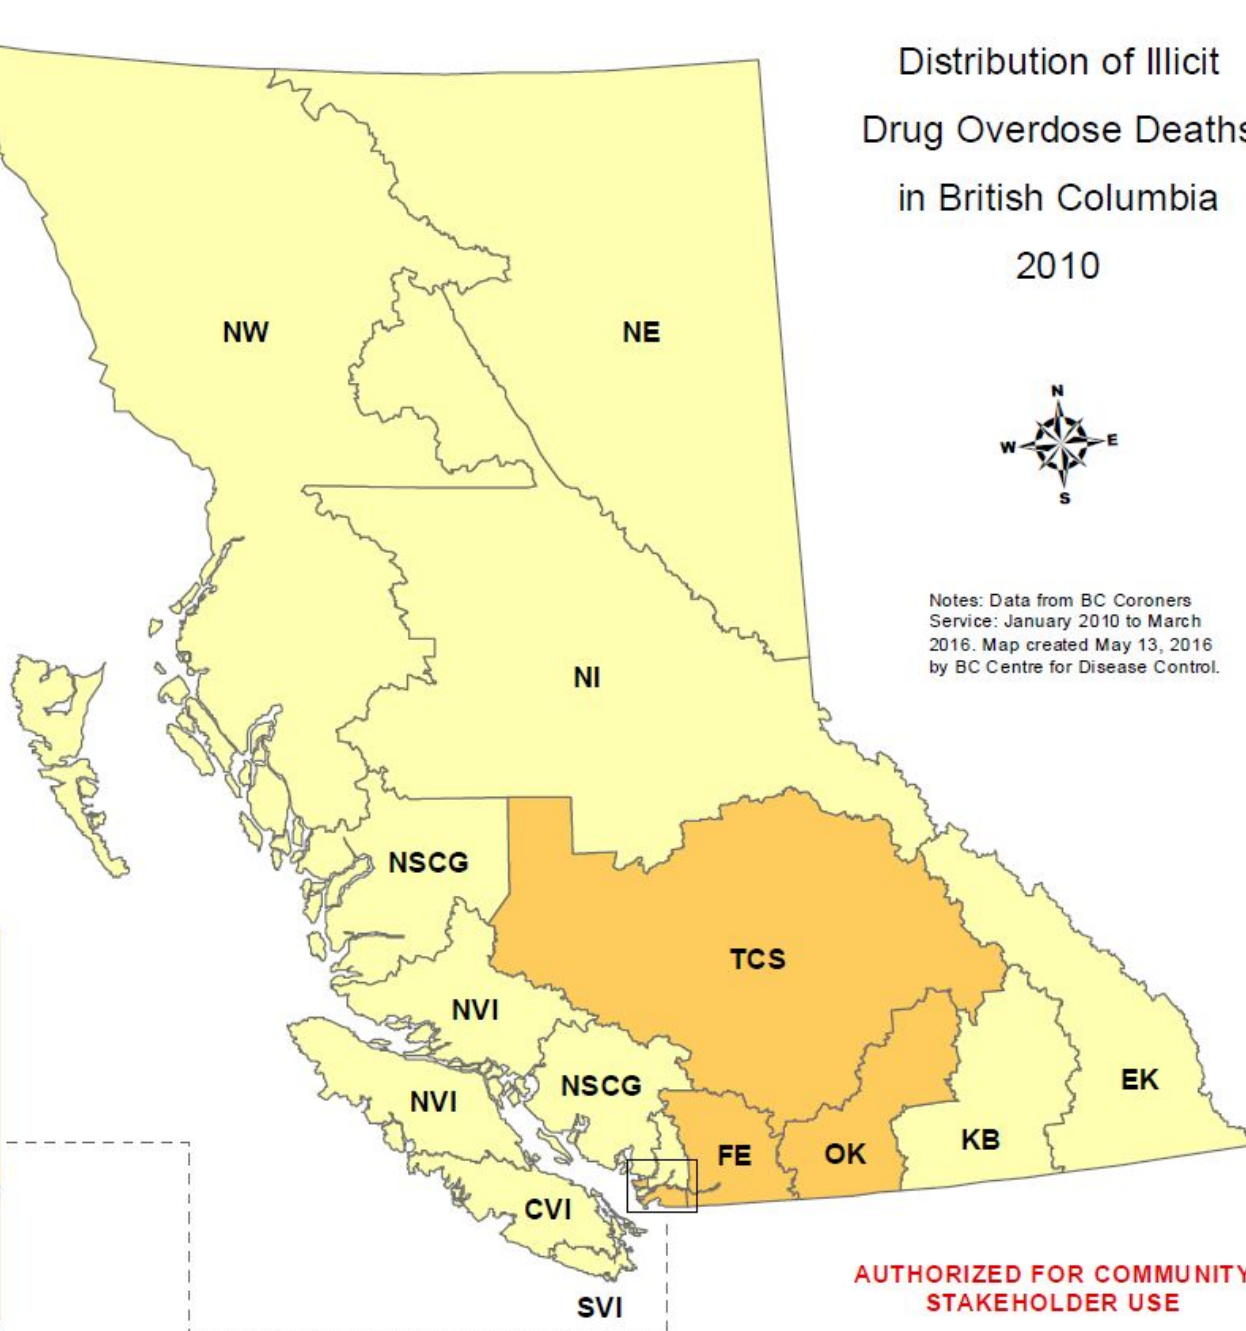 Distribution of Illicit
Drug Overdose Deaths
in British Columbia
2010
N
W E
S
NW
NE
Notes: Data from BC Coroners
Service: January 2010 to March
2016. Map created May 13, 2016
by BC Centre for Disease Control.
NI
NSCG
TCS
NVI
NSCG
EK
NVI
KB
FE
OK
CVI
AUTHORIZED FOR COMMUNITY
STAKEHOLDER USE
SVI